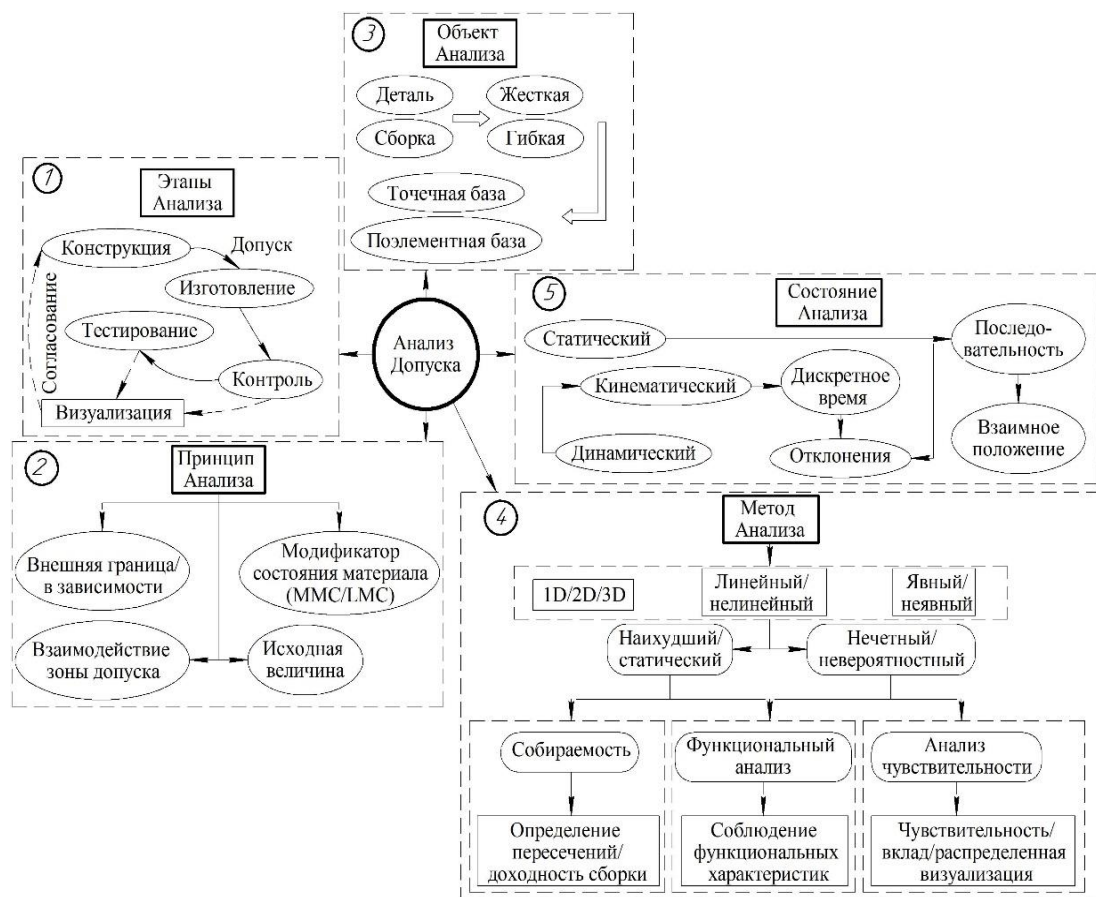 3
Объект
Анализа
Деталь
Жесткая
Сборка
Гибкая
Точечная база
Поэлементная база
1
Этапы
Анализа
Конструкция
Допуск
Изготовление
Тестирование
Контроль
Согласование
Визуализация
Анализ
Допуска
5
Состояние
Анализа
Статический
Последо-
вательность
Кинематический
Дискретное
время
Динамический
Отклонения
Взаимное
положение
2
Принцип
Анализа
Внешняя граница/
в зависимости
Модификатор
состояния материала
(MMC/LMC)
Взаимодействие
зоны допуска
Исходная
величина
4
Метод
Анализа
1D/2D/3D
Линейный/
нелинейный
Явный/
неявный
Наихудший/
статический
Нечетный/
невероятностный
Собираемость
Функциональный
анализ
Анализ
чувствительности
Определение
пересечений/
доходность сборки
Соблюдение
функциональных
характеристик
Чувствительность/
вклад/распределенная
визуализация